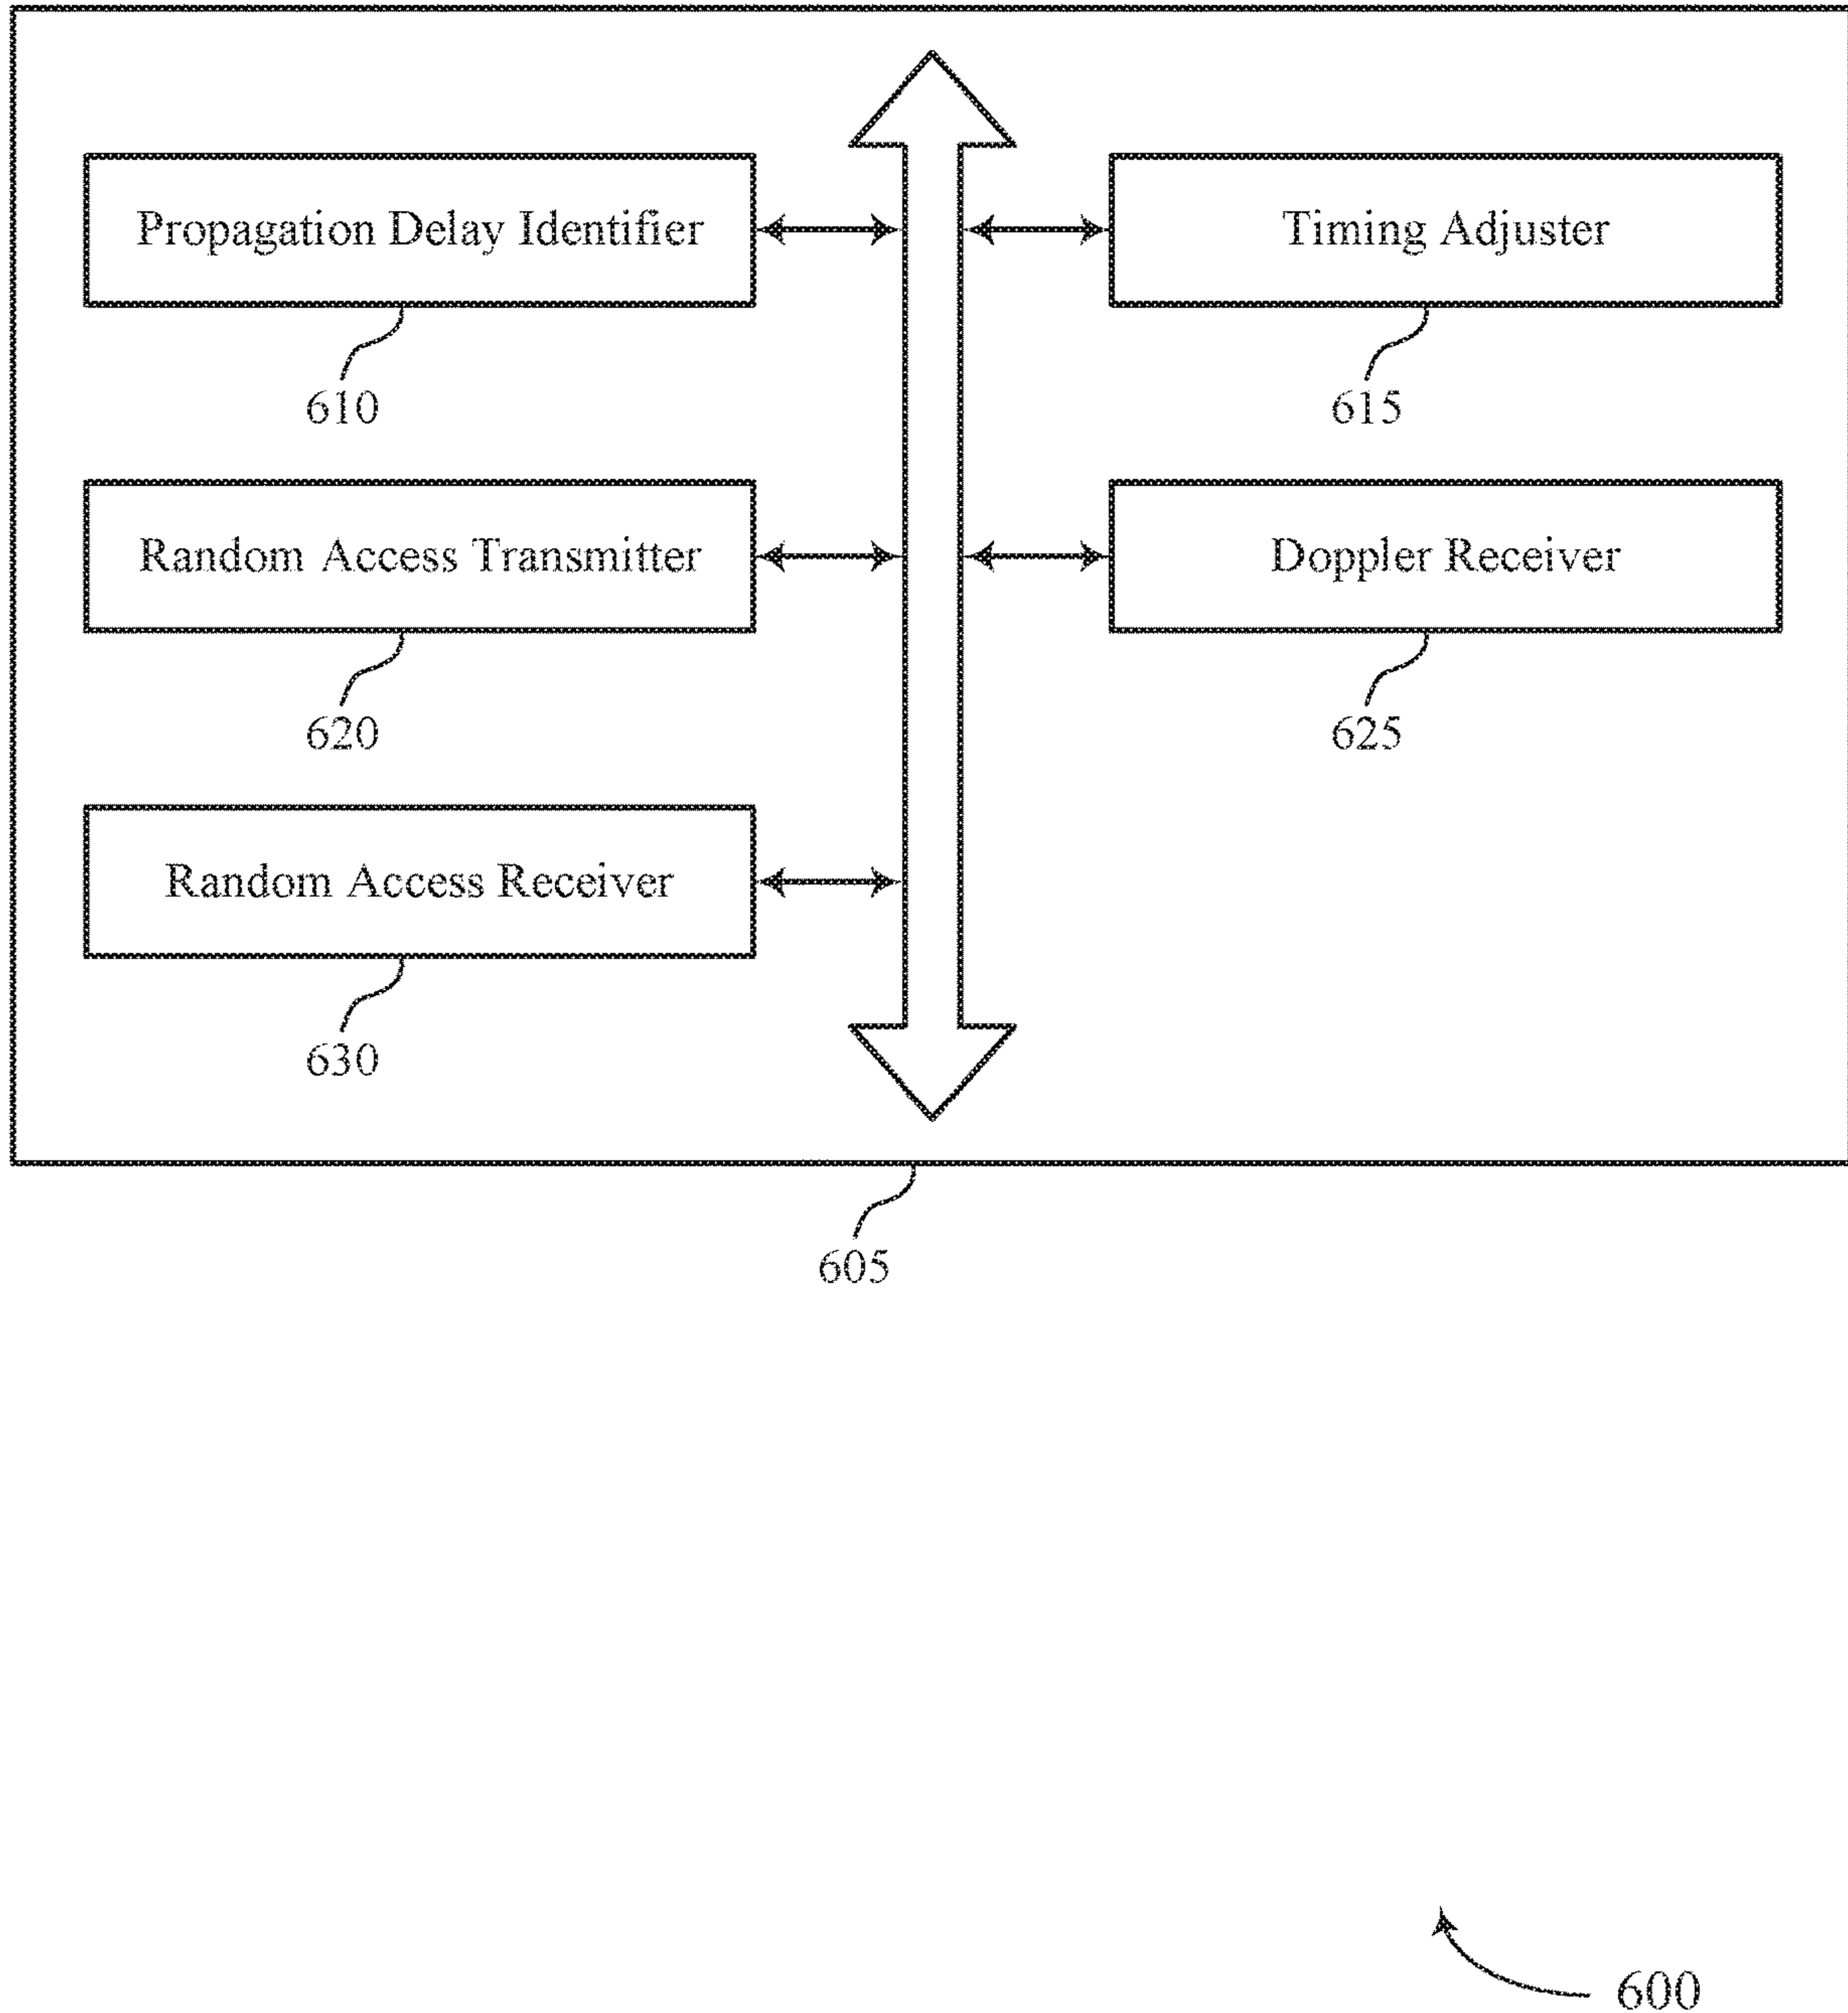 Propagation Delay Identifier
Timing Adjuster
610
615
Random Access Transmitter
Doppler Receiver
620
625
Random Access Receiver
630
605
600